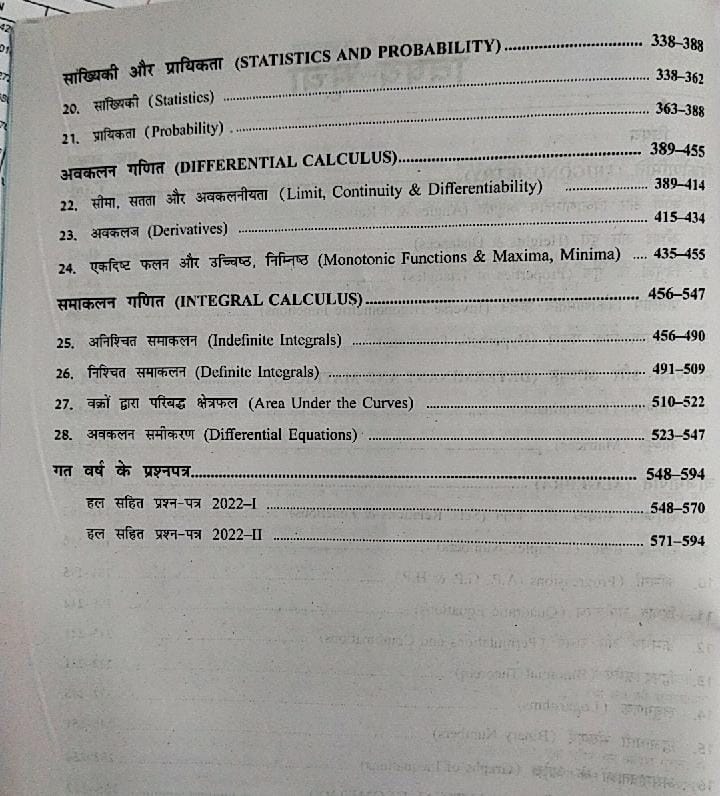 सांख्यिकी और प्रायिकता (STATISTICS AND PROBABILITY) ................................ 338–388
20. सांख्यिकी (Statistics) ................................ 338–362
21. प्रायिकता (Probability) ................................ 363–388
अवकलन गणित (DIFFERENTIAL CALCULUS) ................................ 389–455
22. सीमा, सतता और अवकलनीयता (Limit, Continuity & Differentiability) ................ 389–414
23. अवकलज (Derivatives) ................................ 415–434
24. एकदिष्ट फलन और उच्चिष्ठ, निम्निष्ठ (Monotonic Functions & Maxima, Minima) .... 435–455
समाकलन गणित (INTEGRAL CALCULUS) ................................ 456–547
25. अनिश्चित समाकलन (Indefinite Integrals) ................................ 456–490
26. निश्चित समाकलन (Definite Integrals) ................................ 491–509
27. वक्रों द्वारा परिबद्ध क्षेत्रफल (Area Under the Curves) ................................ 510–522
28. अवकलन समीकरण (Differential Equations) ................................ 523–547
गत वर्ष के प्रश्नपत्र ................................ 548–594
हल सहित प्रश्न-पत्र 2022–I ................................ 548–570
हल सहित प्रश्न-पत्र 2022–II ................................ 571–594